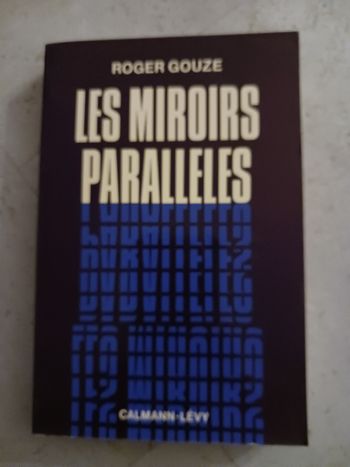 ROGER GOUZE
LES MIROIRS
PARALLELES
CALMANN-LÉVY